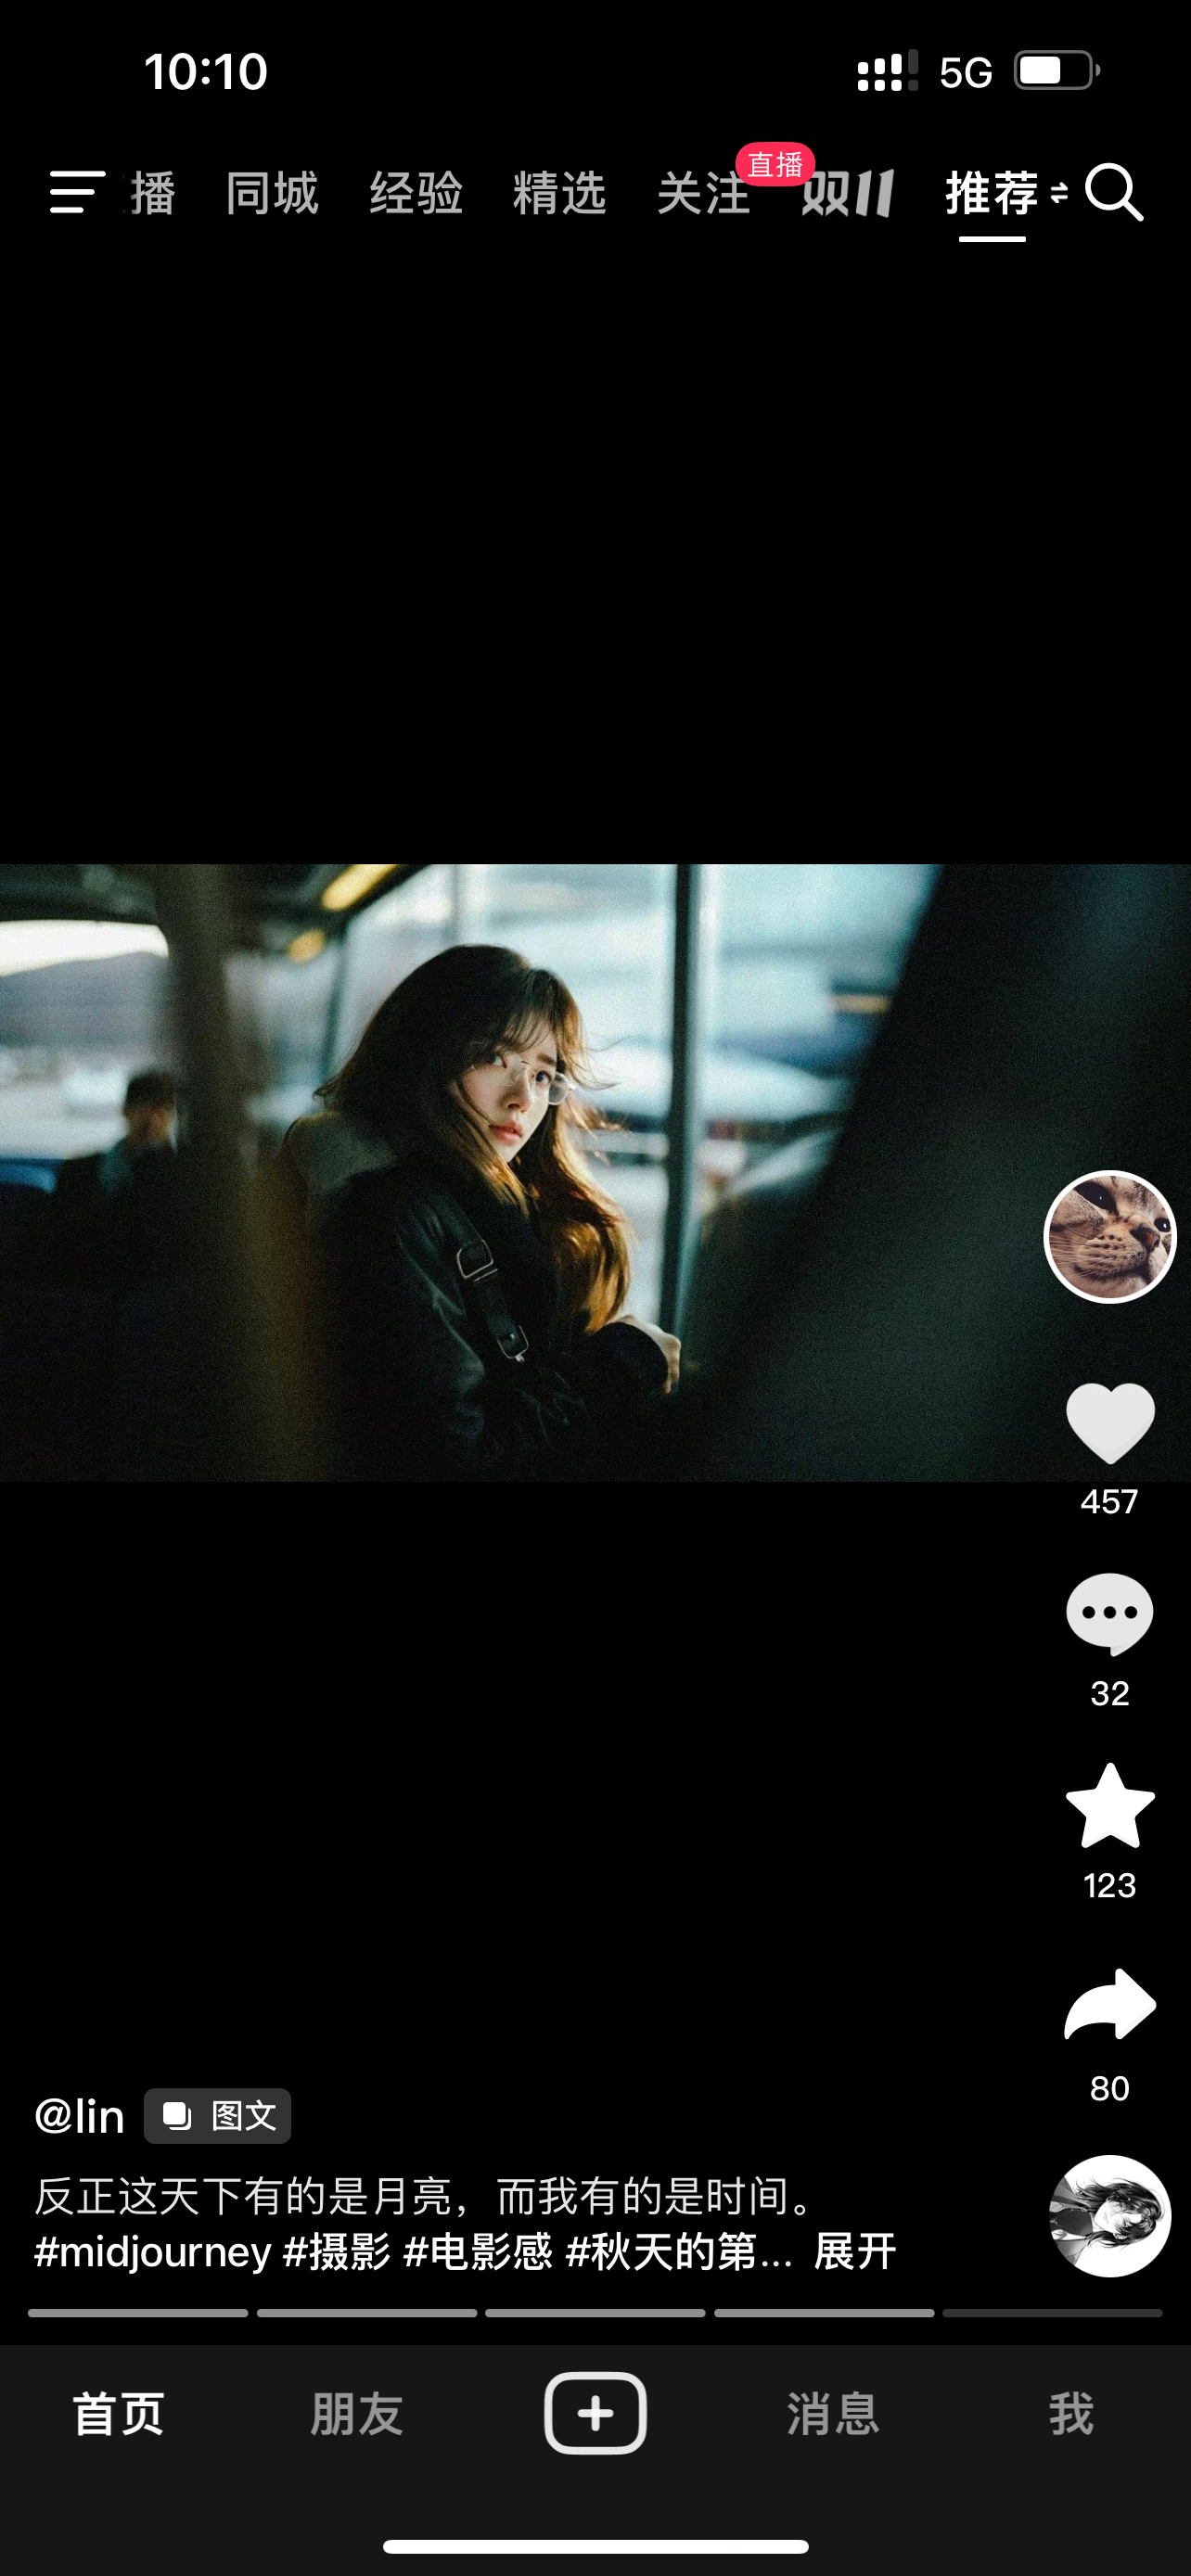 10:10 5G
播 同城 经验 精选 关注 直播 双11 推荐
457
32
123
80
@lin 图文
反正这天下有的是月亮，而我有的是时间。
#midjourney #摄影 #电影感 #秋天的第... 展开
首页 朋友 消息 我